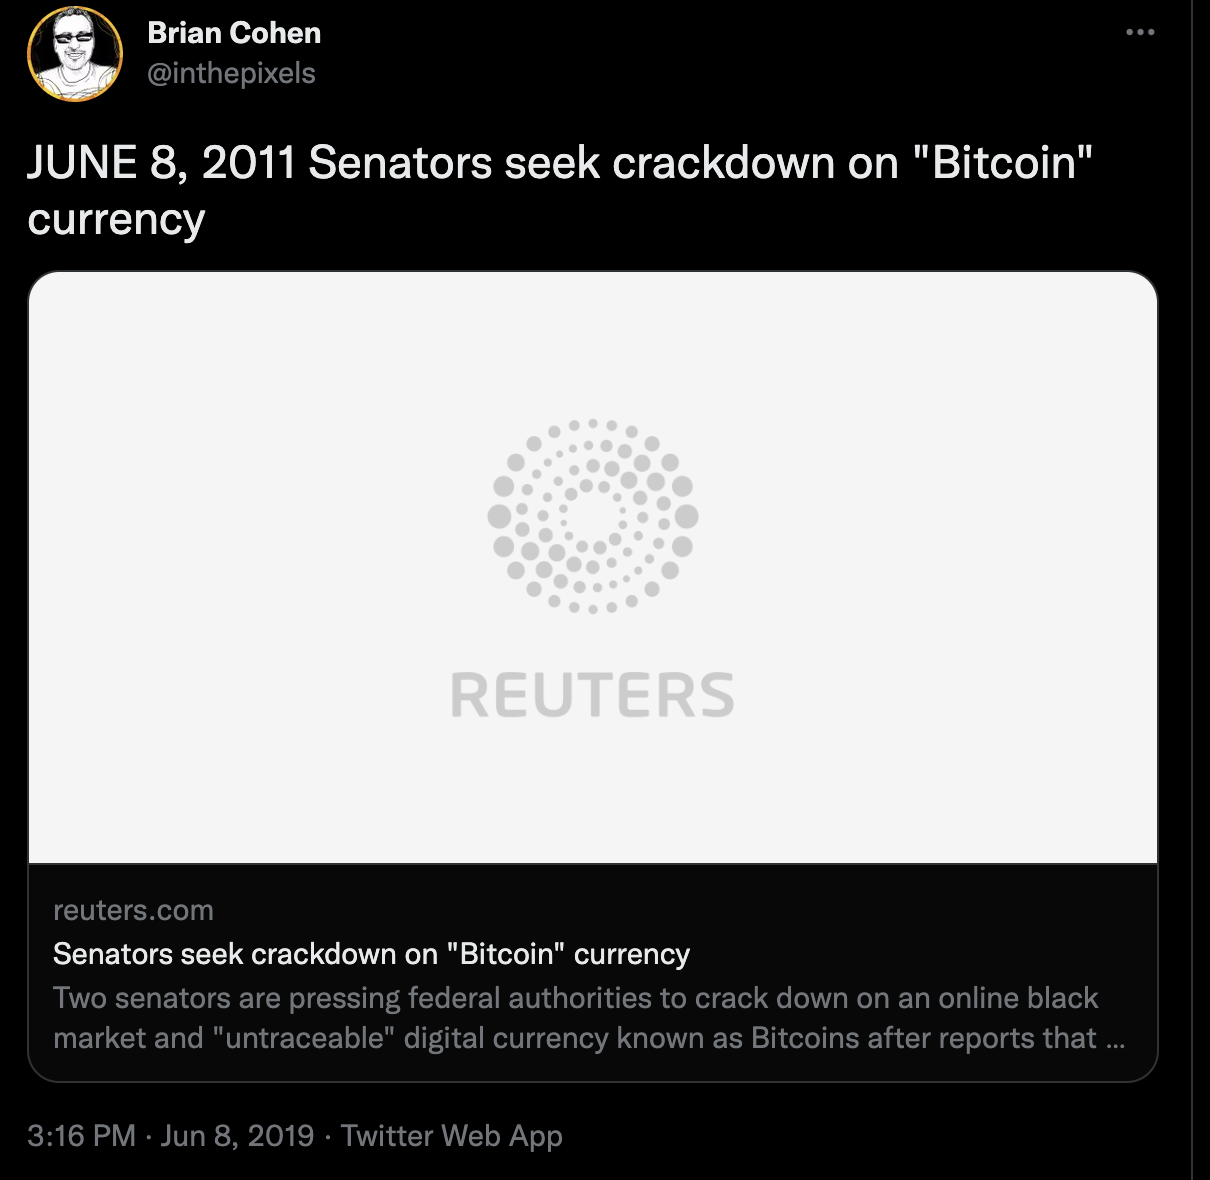 Brian Cohen
@inthepixels
JUNE 8, 2011 Senators seek crackdown on "Bitcoin"
currency
REUTERS
reuters.com
Senators seek crackdown on "Bitcoin" currency
Two senators are pressing federal authorities to crack down on an online black
market and "untraceable" digital currency known as Bitcoins after reports that ...
3:16 PM · Jun 8, 2019 · Twitter Web App